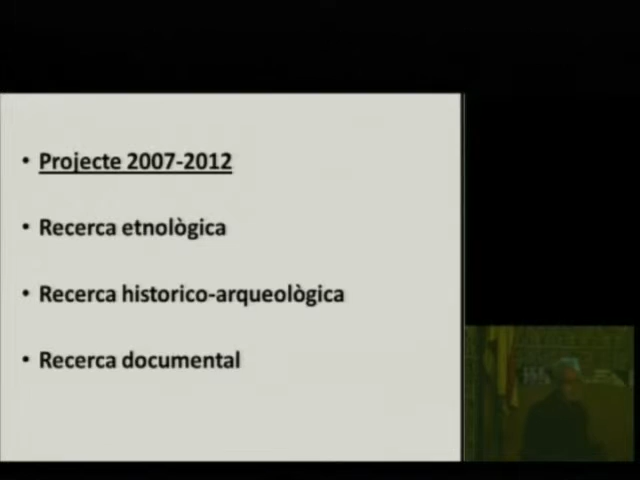 • Projecte 2007-2012
• Recerca etnològica
• Recerca historico-arqueològica
• Recerca documental